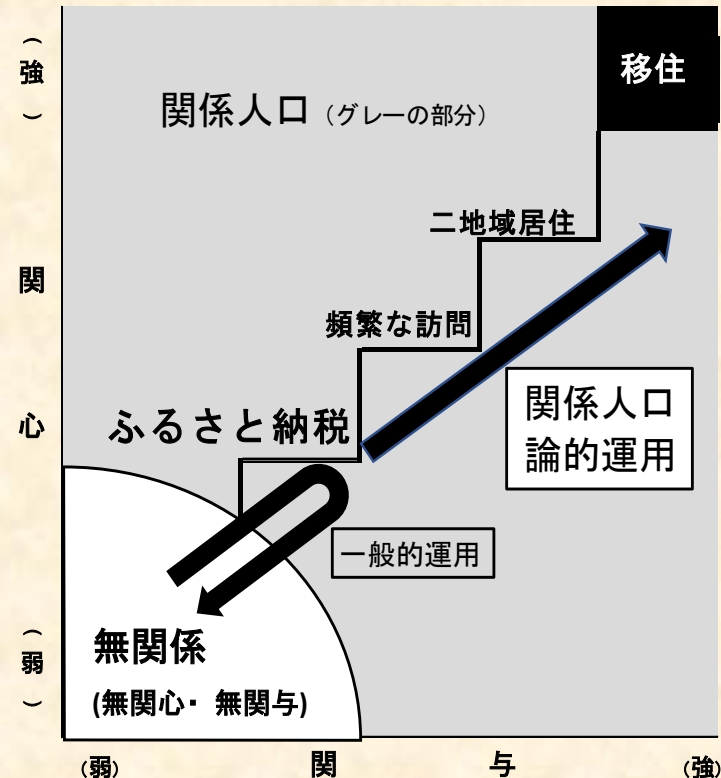 （強）
関心
（弱）
移住
関係人口（グレーの部分）
二地域居住
頻繁な訪問
ふるさと納税
関係人口
論的運用
一般的運用
無関係
(無関心・無関与)
(弱) 関与 (強)